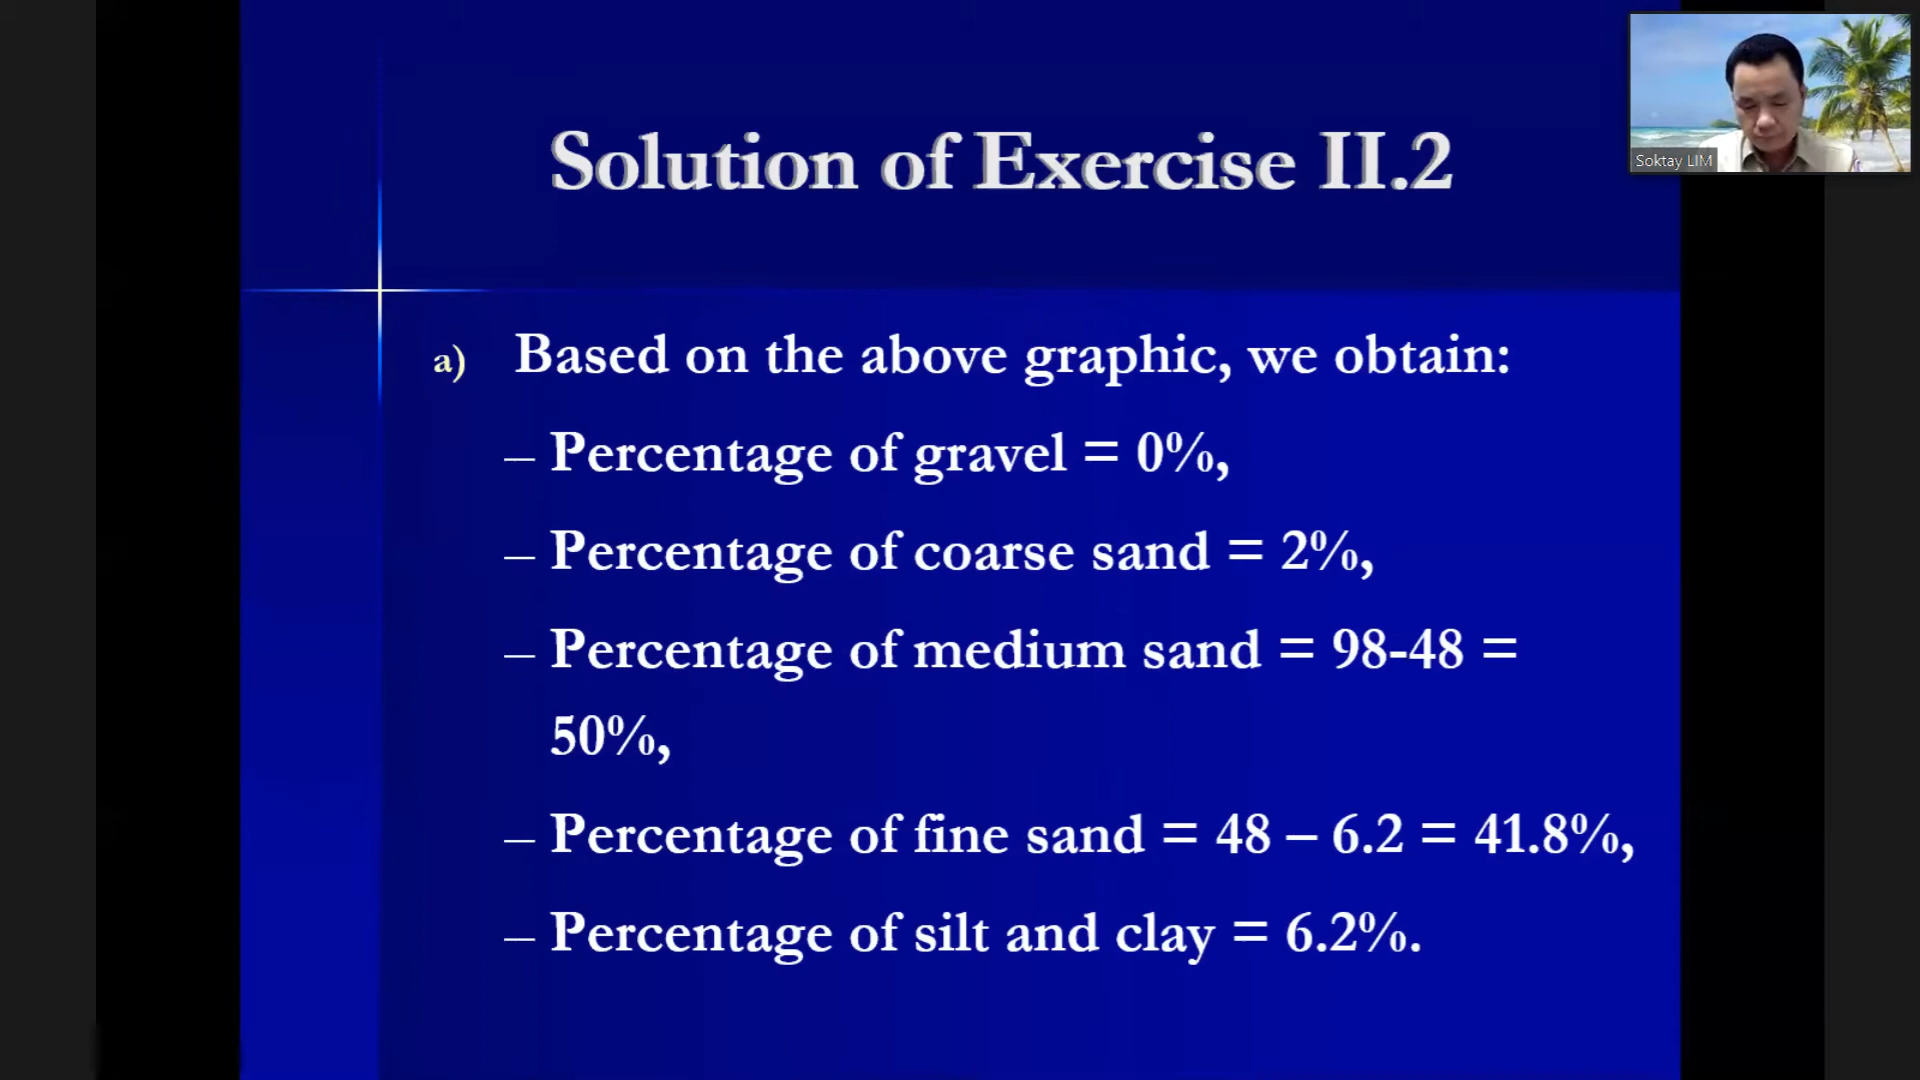 Soktay LIM
Solution of Exercise II.2
a) Based on the above graphic, we obtain:
– Percentage of gravel = 0%,
– Percentage of coarse sand = 2%,
– Percentage of medium sand = 98-48 =
50%,
– Percentage of fine sand = 48 – 6.2 = 41.8%,
– Percentage of silt and clay = 6.2%.